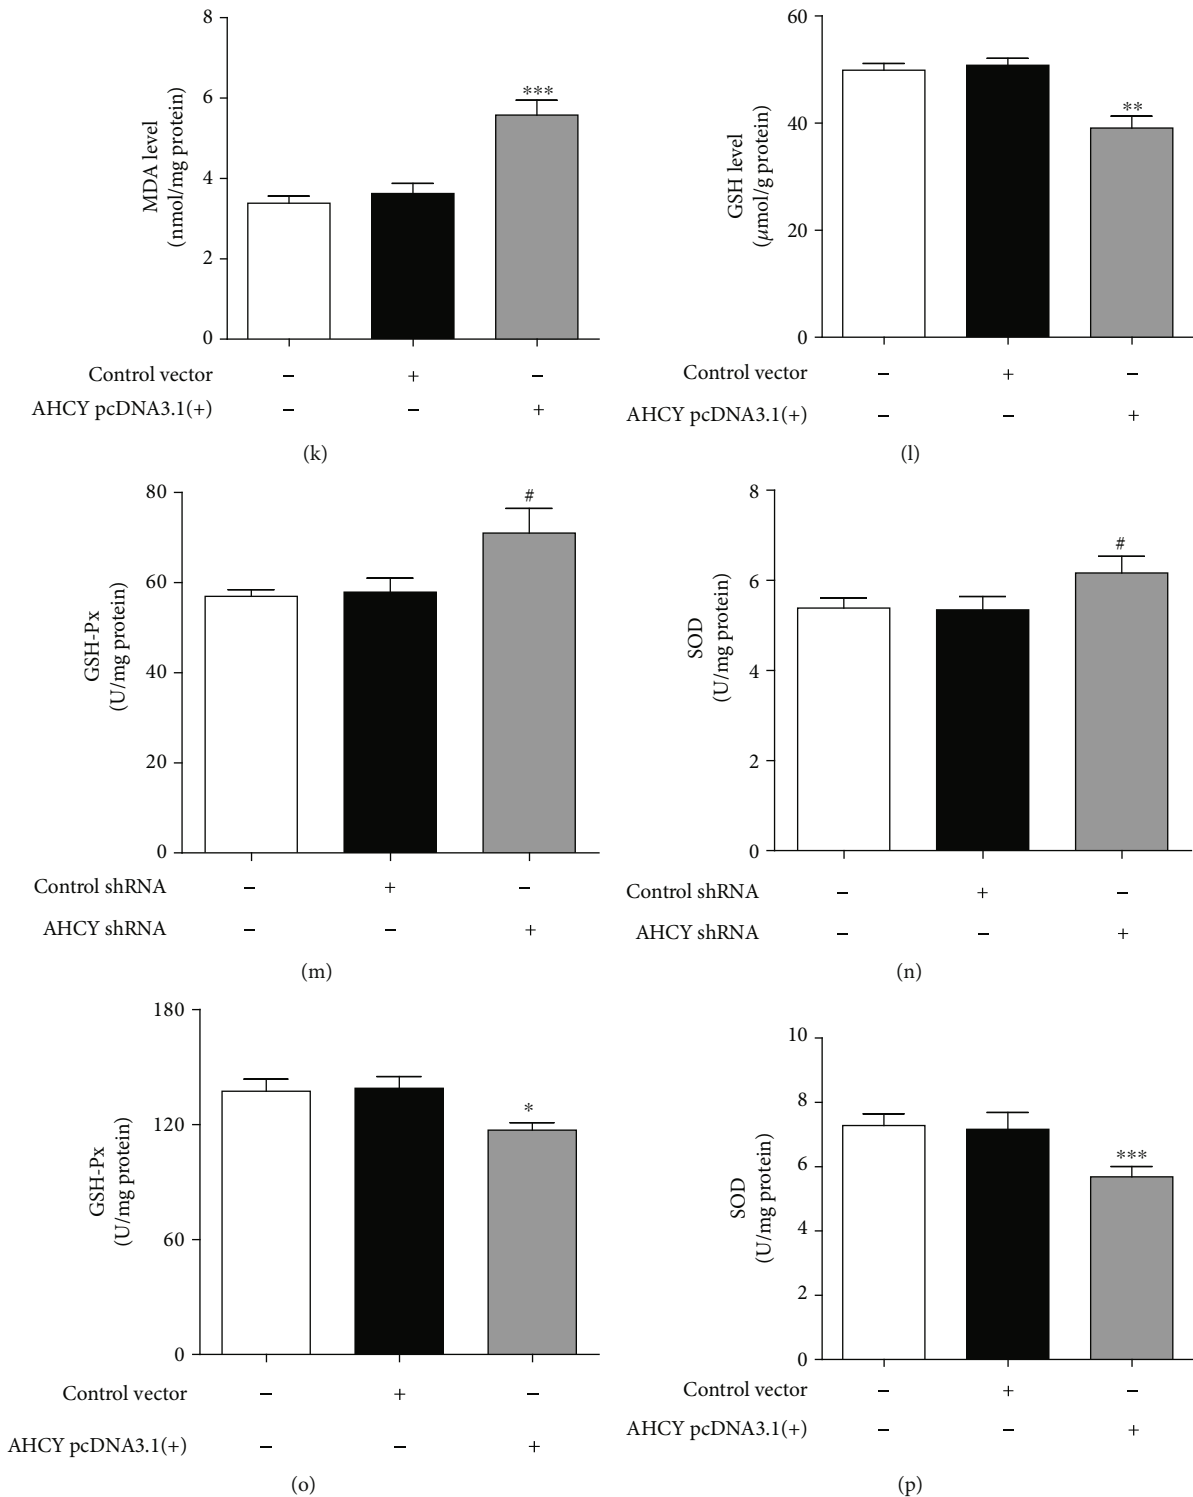 8
6
4
2
0
MDA level
(nmol/mg protein)
***
Control vector – + –
AHCY pcDNA3.1(+) – – +
(k)
60
40
20
0
GSH level
(μmol/g protein)
**
Control vector – + –
AHCY pcDNA3.1(+) – – +
(l)
80
60
40
20
0
GSH-Px
(U/mg protein)
#
Control shRNA – + –
AHCY shRNA – – +
(m)
8
6
4
2
0
SOD
(U/mg protein)
#
Control shRNA – + –
AHCY shRNA – – +
(n)
180
120
60
0
GSH-Px
(U/mg protein)
*
Control vector – + –
AHCY pcDNA3.1(+) – – +
(o)
10
8
6
4
2
0
SOD
(U/mg protein)
***
Control vector – + –
AHCY pcDNA3.1(+) – – +
(p)